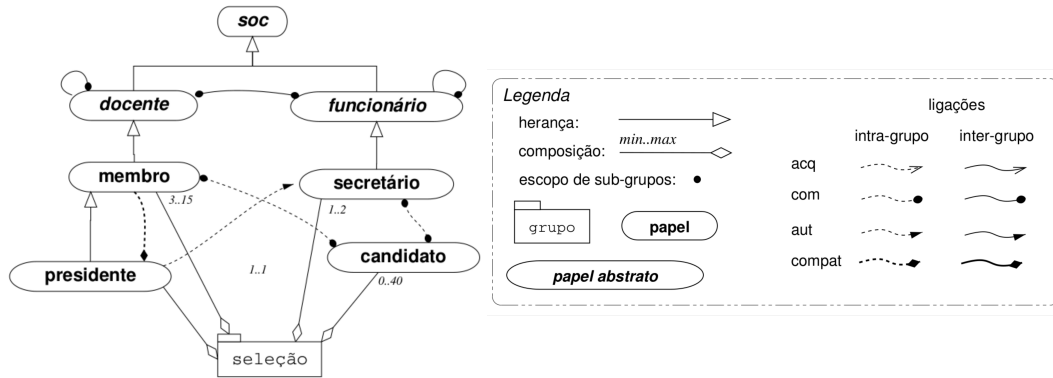 soc
docente
funcionário
membro
secretário
3..15
1..2
candidato
presidente
1..1
0..40
seleção
Legenda
ligações
herança:
min..max
intra-grupo
inter-grupo
composição:
acq
escopo de sub-grupos:
com
grupo
papel
aut
compat
papel abstrato